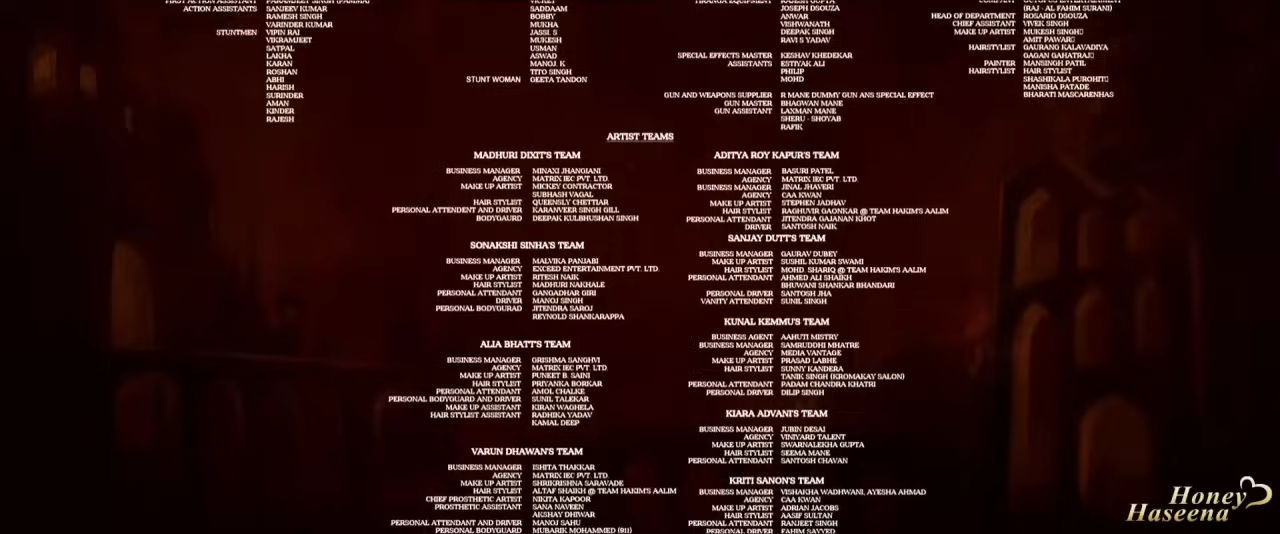 ACTION ASSISTANTS SANJEEV KUMAR
RAMESH SINGH
VARINDER KUMAR
STUNTMEN VIPIN RAI
VIKRAMJEET
SATPAL
LAKHA
KARAN
ROSHAN
ABHI
HARISH
SURINDER
AMAN
KINDER
RAJESH
SADDAAM
BOBBY
MUKHA
JASSI. S
MUKESH
USMAN
ASWAD
MANOJ. K
TITO SINGH
STUNT WOMAN GEETA TANDON
JOSEPH DSOUZA
ANWAR
VISHWANATH
DEEPAK SINGH
RAVI S YADAV
SPECIAL EFFECTS MASTER KESHAV KHEDEKAR
ASSISTANTS ESTIYAK ALI
PHILIP
MOHD
GUN AND WEAPONS SUPPLIER R MANE DUMMY GUN ANS SPECIAL EFFECT
GUN MASTER BHAGWAN MANE
GUN ASSISTANT LAXMAN MANE
SHERU - SHOYAB
RAFIK
(RAJ - AL FAHIM SURANI)
HEAD OF DEPARTMENT ROSARIO DSOUZA
CHIEF ASSISTANT VIVEK SINGH
MAKE UP ARTIST MUKESH SINGH
AMIT PAWAR
HAIRSTYLIST GAURANG KALAVADIYA
GAGAN GAHATRAJ
PAINTER MANSINGH PATIL
HAIRSTYLIST HAIR STYLIST
SHASHIKALA PUROHIT
MANISHA PATADE
BHARATI MASCARENHAS
ARTIST TEAMS
MADHURI DIXIT'S TEAM
BUSINESS MANAGER MINAXI JHANGIANI
AGENCY MATRIX IEC PVT. LTD.
MAKE UP ARTIST MICKEY CONTRACTOR
SUBHASH VAGAL
HAIR STYLIST QUEENSLY CHETTIAR
PERSONAL ATTENDENT AND DRIVER KARANVEER SINGH GILL
BODYGAURD DEEPAK KULBHUSHAN SINGH
SONAKSHI SINHA'S TEAM
BUSINESS MANAGER MALVIKA PANJABI
AGENCY EXCEED ENTERTAINMENT PVT. LTD.
MAKE UP ARTIST RITESH NAIK
HAIR STYLIST MADHURI NAKHALE
PERSONAL ATTENDANT GANGADHAR GIRI
DRIVER MANOJ SINGH
PERSONAL BODYGURAD JITENDRA SAROJ
REYNOLD SHANKARAPPA
ALIA BHATT'S TEAM
BUSINESS MANAGER GRISHMA SANGHVI
AGENCY MATRIX IEC PVT. LTD.
MAKE UP ARTIST PUNEET B. SAINI
HAIR STYLIST PRIYANKA BORKAR
PERSONAL ATTENDANT AMOL CHALKE
PERSONAL BODYGUARD AND DRIVER SUNIL TALEKAR
MAKE UP ASSISTANT KIRAN WAGHELA
HAIR STYLIST ASSISTANT RADHIKA YADAV
KAMAL DEEP
VARUN DHAWAN'S TEAM
BUSINESS MANAGER ISHITA THAKKAR
AGENCY MATRIX IEC PVT. LTD.
MAKE UP ARTIST SHRIKRISHNA SARAVADE
HAIR STYLIST ALTAF SHAIKH @ TEAM HAKIM'S AALIM
CHIEF PROSTHETIC ARTIST NIKITA KAPOOR
PROSTHETIC ASSISTANT SANA NAVEEN
AKSHAY DHIWAR
PERSONAL ATTENDANT AND DRIVER MANOJ SAHU
PERSONAL BODYGUARD MUBARIK MOHAMMED (911)
ADITYA ROY KAPUR'S TEAM
BUSINESS MANAGER BASURI PATEL
AGENCY MATRIX IEC PVT. LTD.
BUSINESS MANAGER JINAL JHAVERI
AGENCY CAA KWAN
MAKE UP ARTIST STEPHEN JADHAV
HAIR STYLIST RAGHUVIR GAONKAR @ TEAM HAKIM'S AALIM
PERSONAL ATTENDANT JITENDRA GAJANAN KHOT
DRIVER SANTOSH NAIK
SANJAY DUTT'S TEAM
BUSINESS MANAGER GAURAV DUBEY
MAKE UP ARTIST SUSHIL KUMAR SWAMI
HAIR STYLIST MOHD SHARIQ @ TEAM HAKIM'S AALIM
PERSONAL ATTENDANT AHMED ALI SHAIKH
BHUWANI SHANKAR BHANDARI
PERSONAL DRIVER SANTOSH JHA
VANITY ATTENDENT SUNIL SINGH
KUNAL KEMMU'S TEAM
BUSINESS AGENT AAHUTI MISTRY
BUSINESS MANAGER SAMRUDDHI MHATRE
AGENCY MEDIA VANTAGE
MAKE UP ARTIST PRASAD LABHE
HAIR STYLIST SUNNY KANDERA
TANIK SINGH (KROMAKAY SALON)
PERSONAL ATTENDANT PADAM CHANDRA KHATRI
PERSONAL DRIVER DILIP SINGH
KIARA ADVANI'S TEAM
BUSINESS MANAGER JUBIN DESAI
AGENCY VINIYARD TALENT
MAKE UP ARTIST SWARNALEKHA GUPTA
HAIR STYLIST SEEMA MANE
PERSONAL ATTENDANT SANTOSH CHAVAN
KRITI SANON'S TEAM
BUSINESS MANAGER VISHAKHA WADHWANI, AYESHA AHMAD
AGENCY CAA KWAN
MAKE UP ARTIST ADRIAN JACOBS
HAIR STYLIST AASIF SULTAN
PERSONAL ATTENDANT RANJEET SINGH
PERSONAL DRIVER FAHIM SAYYED
Honey
Haseena